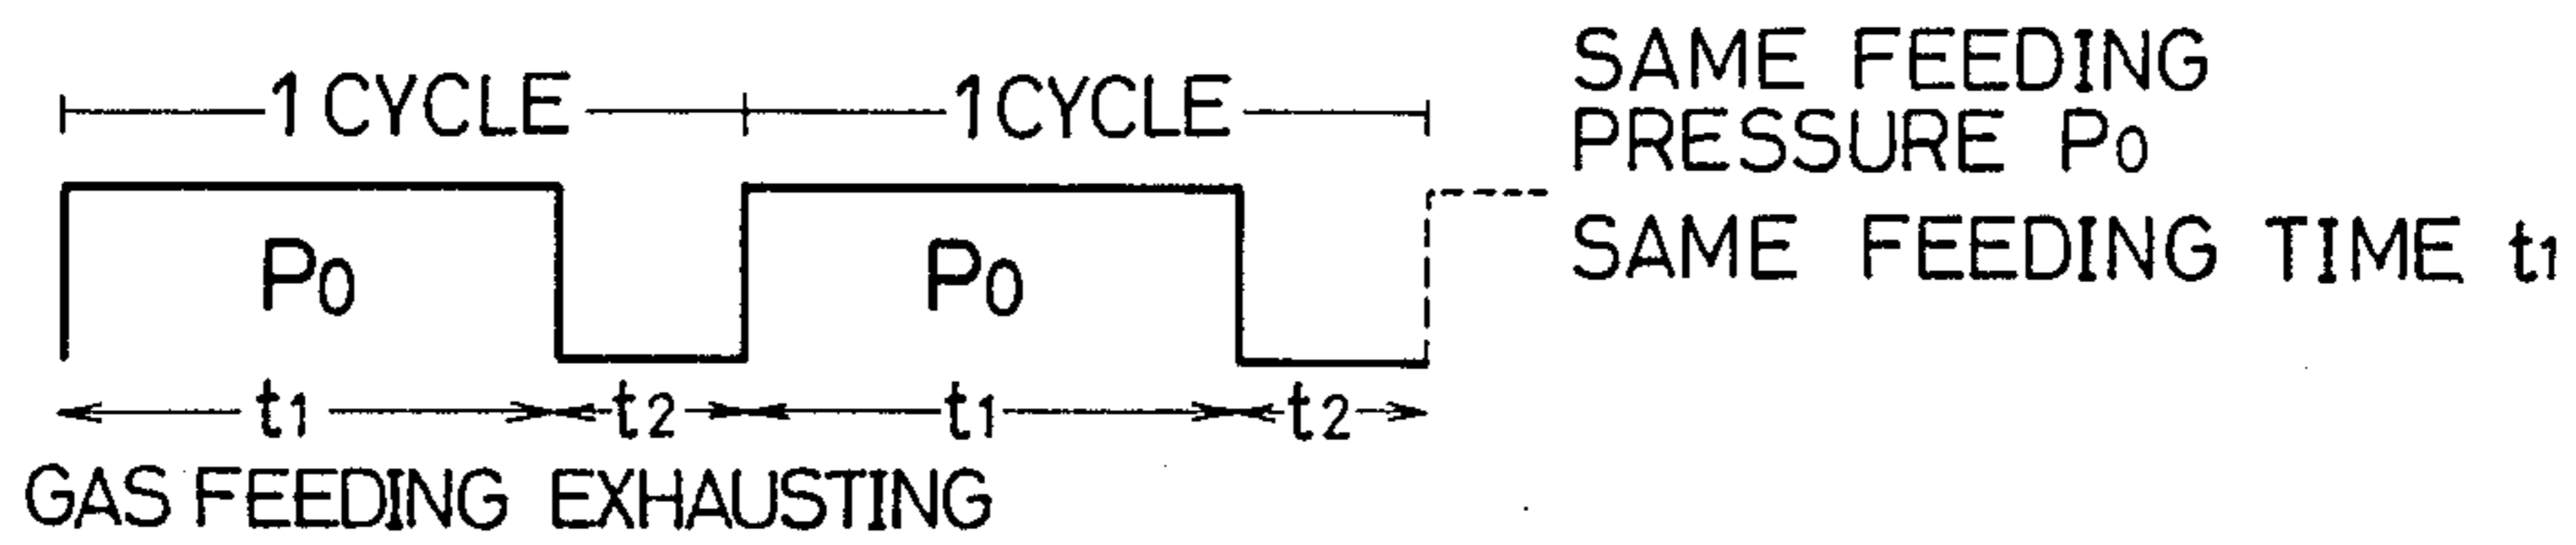 1 CYCLE 1 CYCLE
SAME FEEDING
PRESSURE P0
P0 P0
SAME FEEDING TIME t1
t1 t2 t1 t2
GAS FEEDING EXHAUSTING